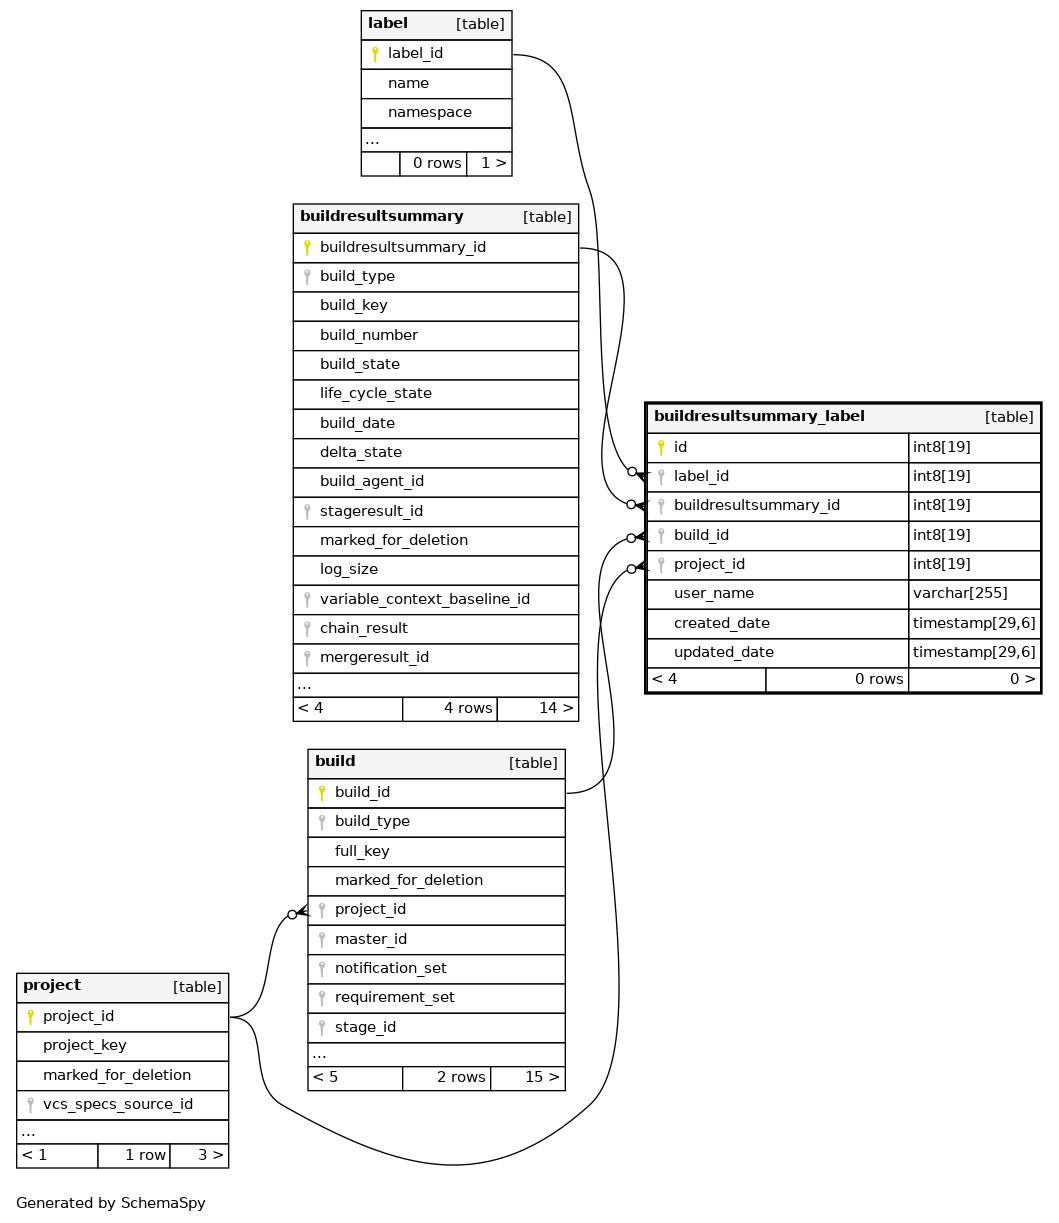 label [table]
label_id
name
namespace
...
0 rows 1 >
buildresultsummary [table]
buildresultsummary_id
build_type
build_key
build_number
build_state
life_cycle_state
build_date
delta_state
build_agent_id
stageresult_id
marked_for_deletion
log_size
variable_context_baseline_id
chain_result
mergeresult_id
...
< 4 4 rows 14 >
buildresultsummary_label [table]
id int8[19]
label_id int8[19]
buildresultsummary_id int8[19]
build_id int8[19]
project_id int8[19]
user_name varchar[255]
created_date timestamp[29,6]
updated_date timestamp[29,6]
< 4 0 rows 0 >
build [table]
build_id
build_type
full_key
marked_for_deletion
project_id
master_id
notification_set
requirement_set
stage_id
...
< 5 2 rows 15 >
project [table]
project_id
project_key
marked_for_deletion
vcs_specs_source_id
...
< 1 1 row 3 >
Generated by SchemaSpy